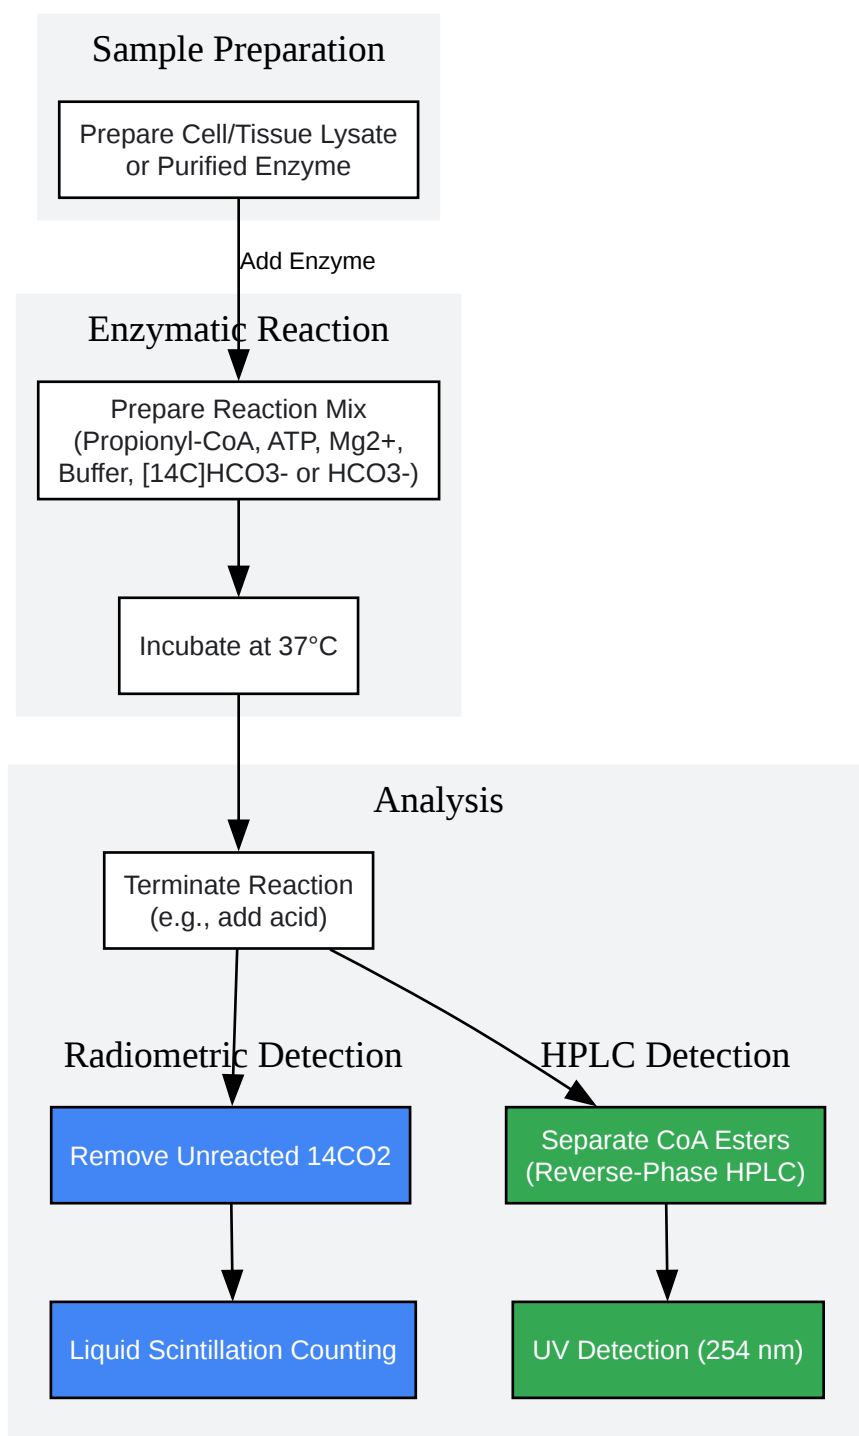 Sample Preparation
Prepare Cell/Tissue Lysate
or Purified Enzyme
Add Enzyme
Enzymatic Reaction
Prepare Reaction Mix
(Propionyl-CoA, ATP, Mg2+,
Buffer, [14C]HCO3- or HCO3-)
Incubate at 37°C
Analysis
Terminate Reaction
(e.g., add acid)
Radiometric Detection
Remove Unreacted 14CO2
Liquid Scintillation Counting
HPLC Detection
Separate CoA Esters
(Reverse-Phase HPLC)
UV Detection (254 nm)